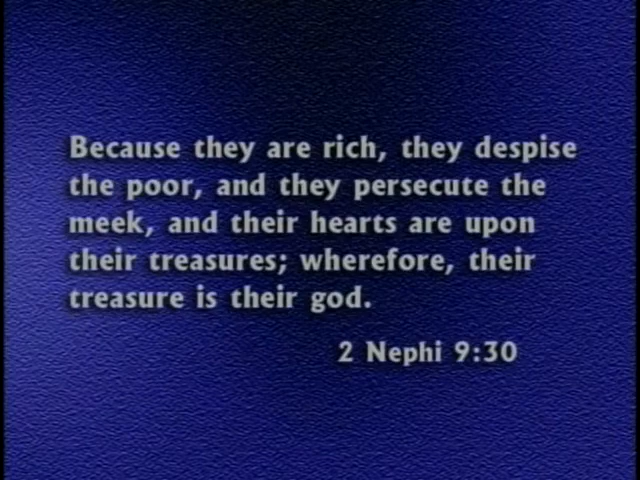 Because they are rich, they despise
the poor, and they persecute the
meek, and their hearts are upon
their treasures; wherefore, their
treasure is their god.
2 Nephi 9:30